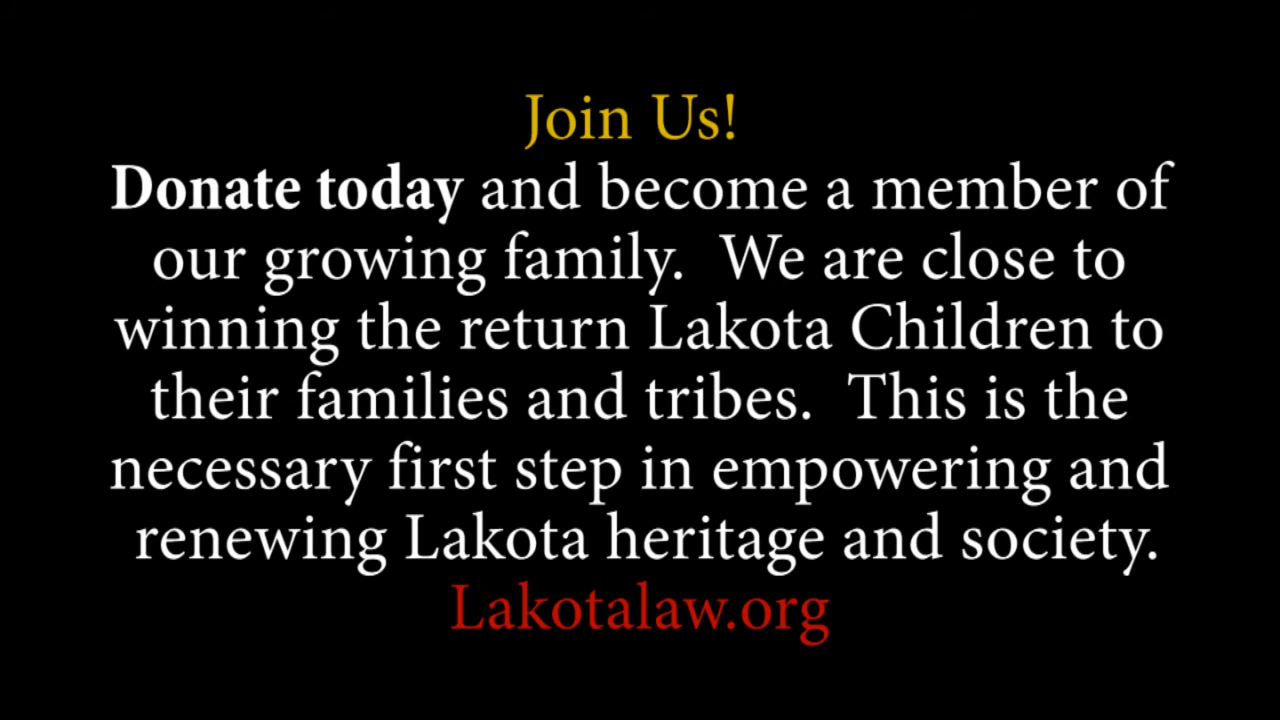 Join Us!
Donate today and become a member of
our growing family.  We are close to
winning the return Lakota Children to
their families and tribes.  This is the
necessary first step in empowering and
renewing Lakota heritage and society.
Lakotalaw.org